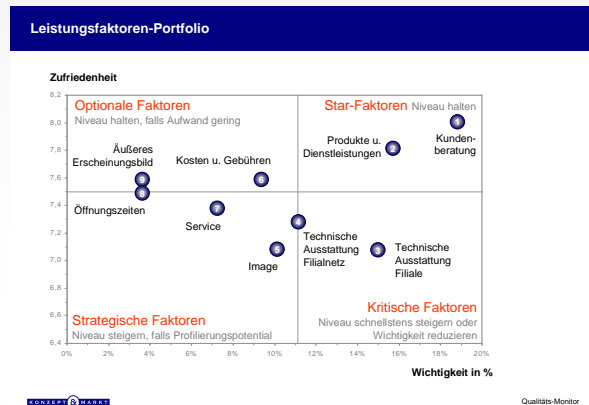 Leistungsfaktoren-Portfolio
Zufriedenheit
8,2
8,0
7,8
7,6
7,4
7,2
7,0
6,8
6,6
6,4
Optionale Faktoren
Niveau halten, falls Aufwand gering
Star-Faktoren Niveau halten
1
Kunden-
beratung
Produkte u.
Dienstleistungen
2
Äußeres
Erscheinungsbild
9
Kosten u. Gebühren
6
8
Öffnungszeiten
7
Service
4
Technische
Ausstattung
Filialnetz
5
Image
3
Technische
Ausstattung
Filiale
Strategische Faktoren
Niveau steigern, falls Profilierungspotential
Kritische Faktoren
Niveau schnellstens steigern oder
Wichtigkeit reduzieren
0% 2% 4% 6% 8% 10% 12% 14% 16% 18% 20%
Wichtigkeit in %
KONZEPT & MARKT
Qualitäts-Monitor